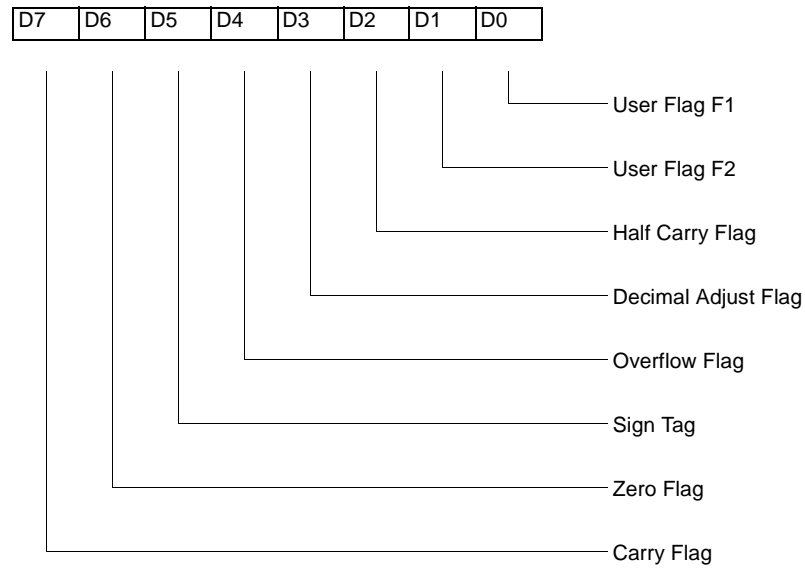 D7 D6 D5 D4 D3 D2 D1 D0
User Flag F1
User Flag F2
Half Carry Flag
Decimal Adjust Flag
Overflow Flag
Sign Tag
Zero Flag
Carry Flag